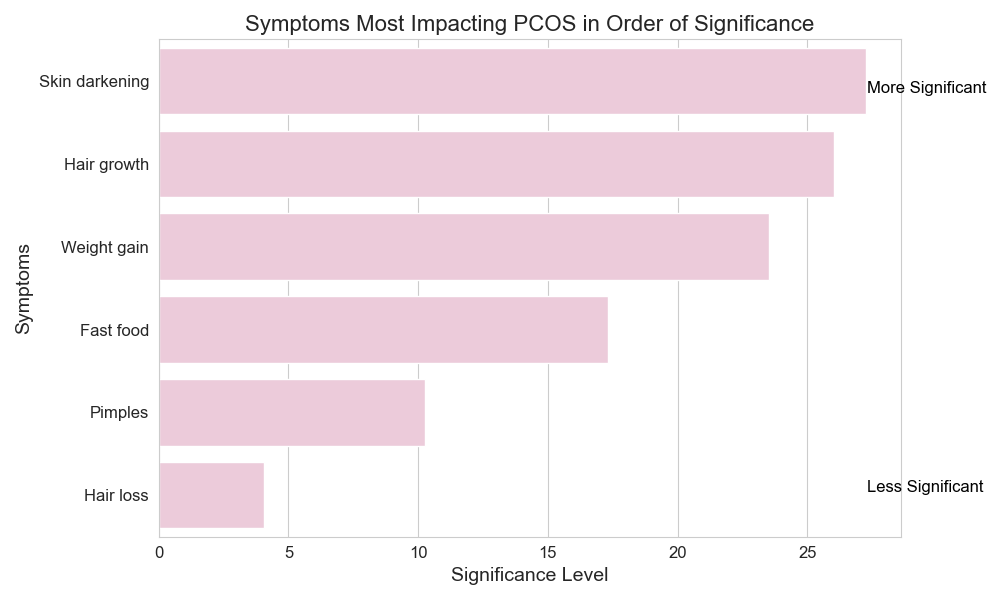 Symptoms Most Impacting PCOS in Order of Significance
Skin darkening
More Significant
Hair growth
Weight gain
Symptoms
Fast food
Pimples
Hair loss
Less Significant
0 5 10 15 20 25
Significance Level